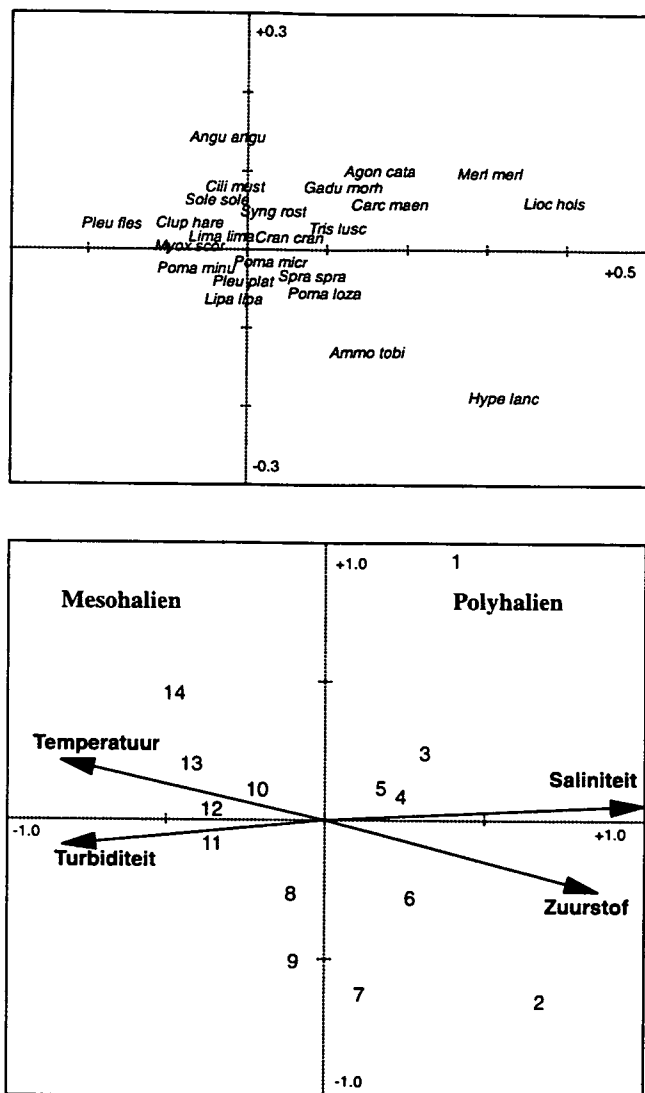 +0.3
Angu angu
Agon cata
Merl merl
Cili must
Gadu morh
Sole sole
Carc maen
Lioc hols
Syng rost
Pleu fles
Clup hare
Tris lusc
Lima lima
Cran cran
Myox scor
Poma micr
+0.5
Poma minu
Pleu plat
Spra spra
Lipa lipa
Poma loza
Ammo tobi
Hype lanc
-0.3
+1.0
1
Mesohalien
Polyhalien
14
Temperatuur
3
13
Saliniteit
10
5
4
12
-1.0
+1.0
11
Turbiditeit
8
6
Zuurstof
9
7
2
-1.0